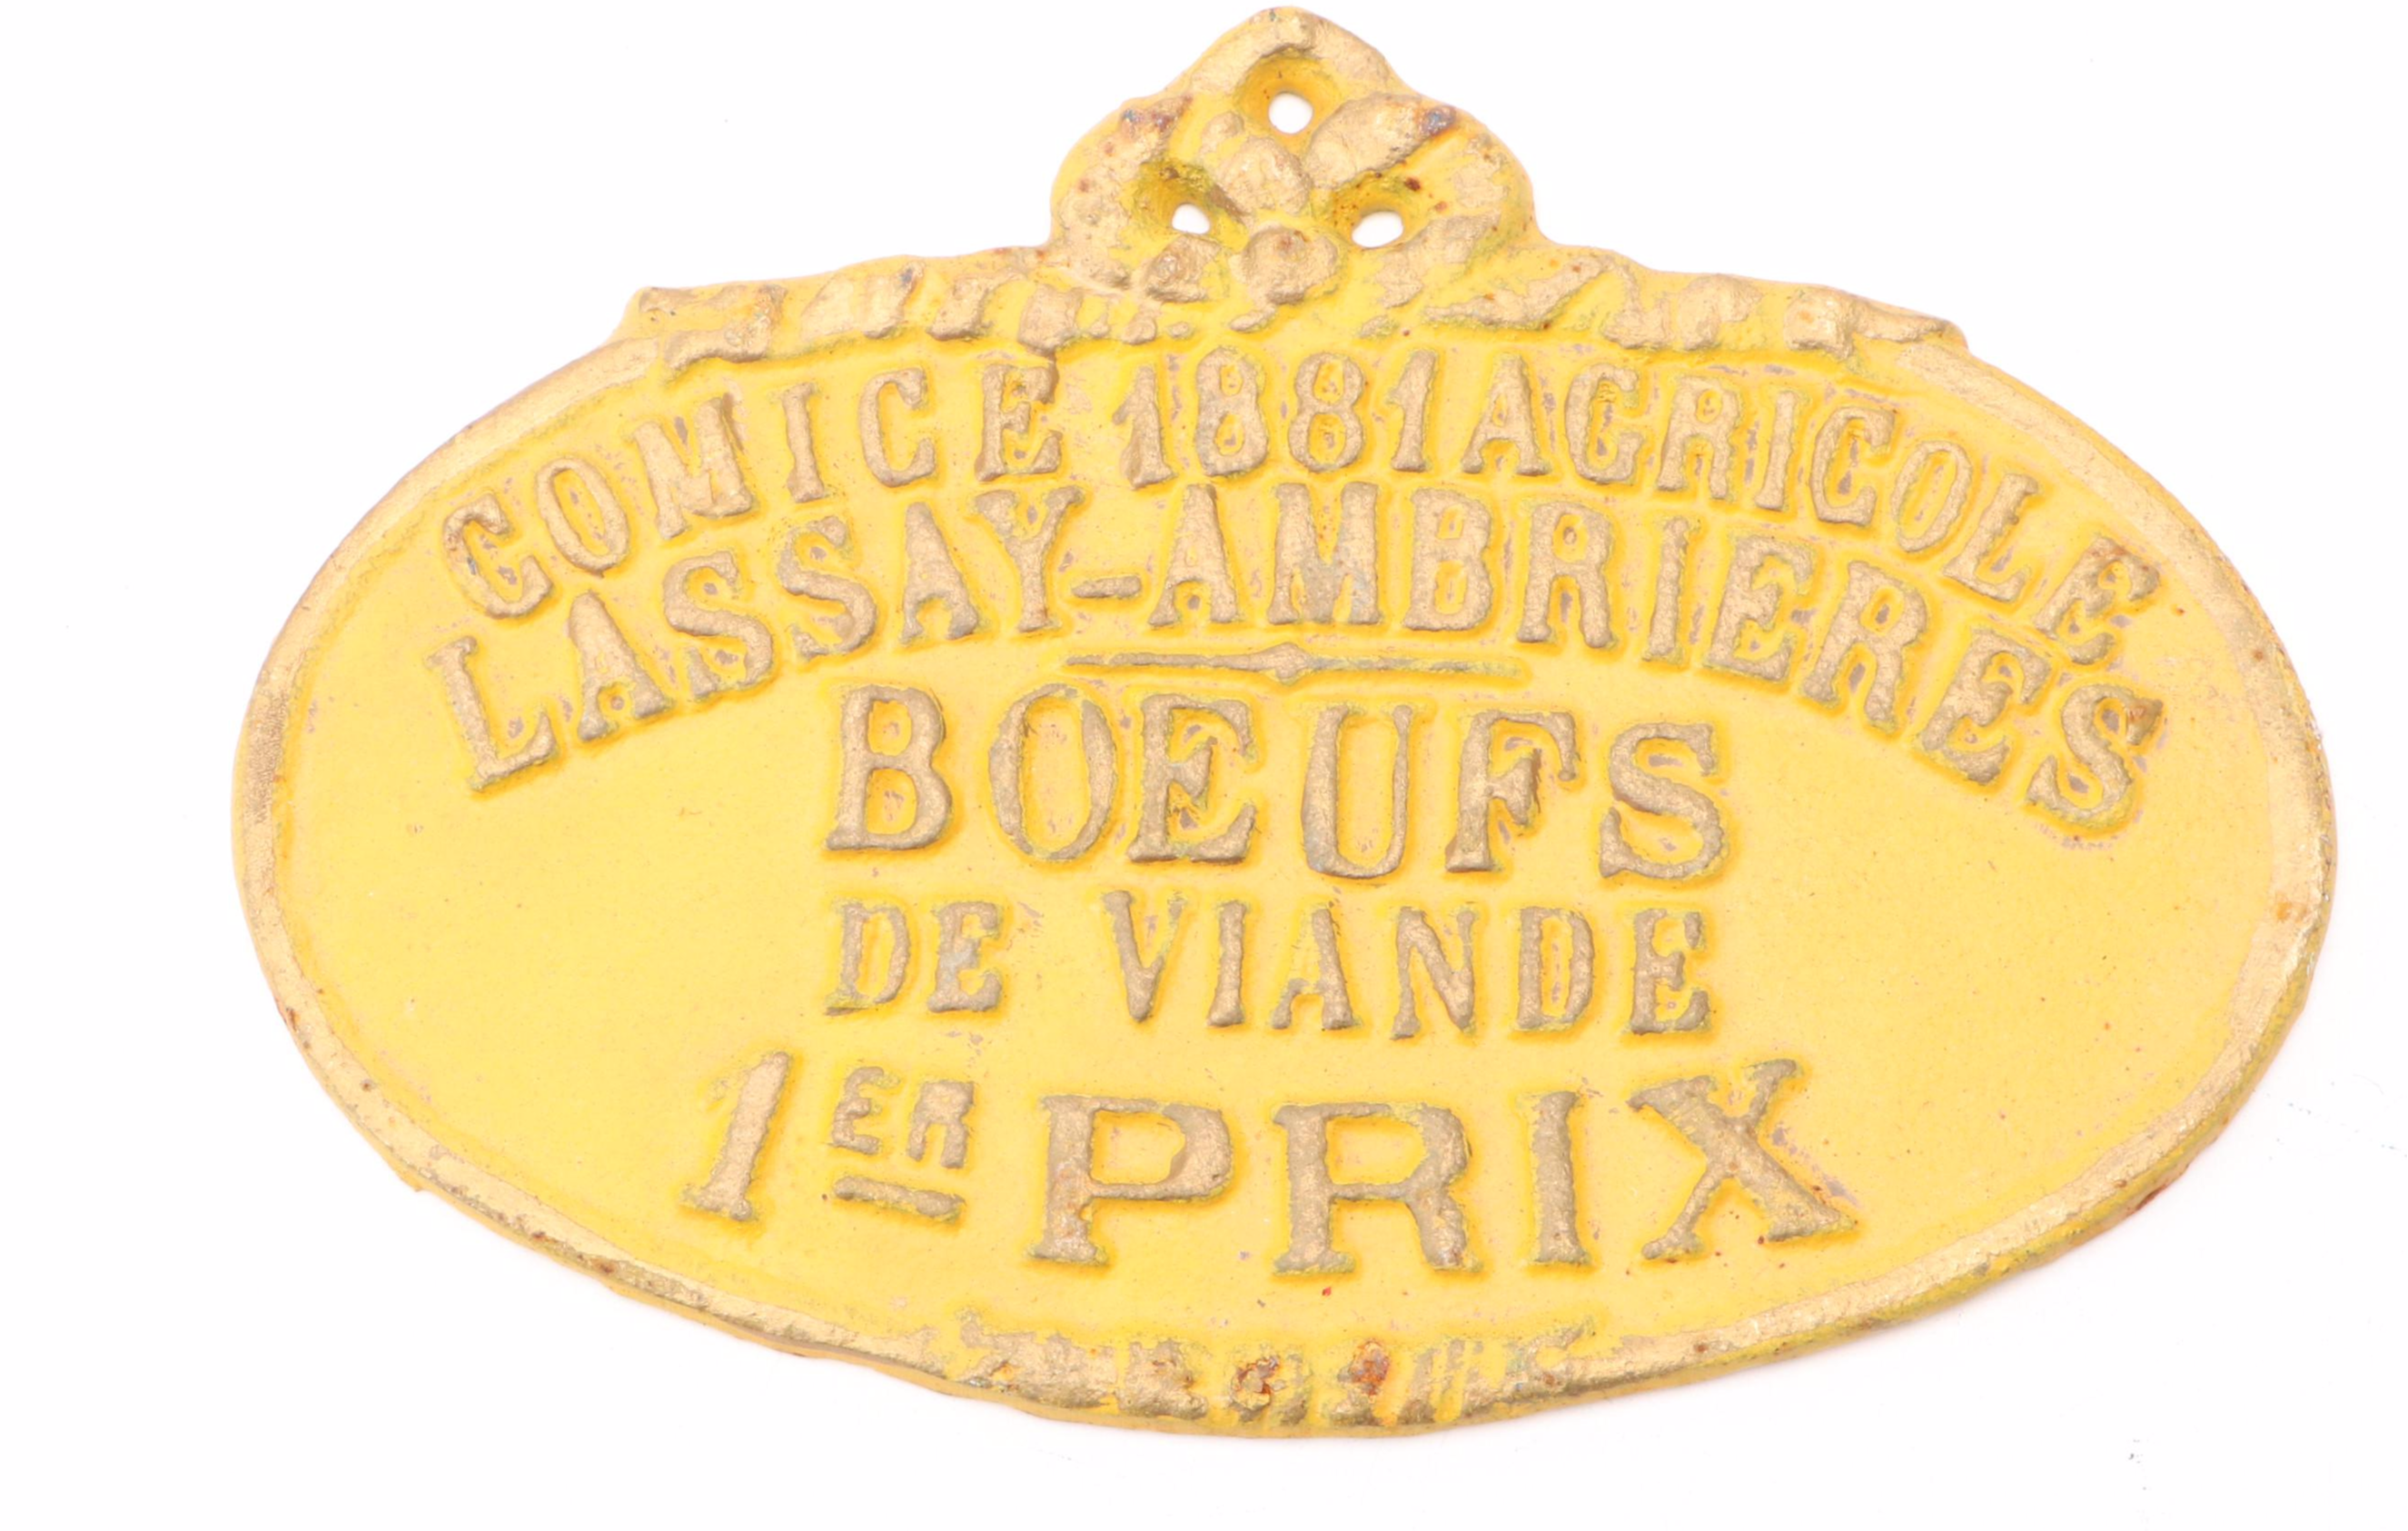 COMICE 1881 AGRICOLE
LASSAY-AMBRIERES
BOEUFS
DE VIANDE
1ER PRIX